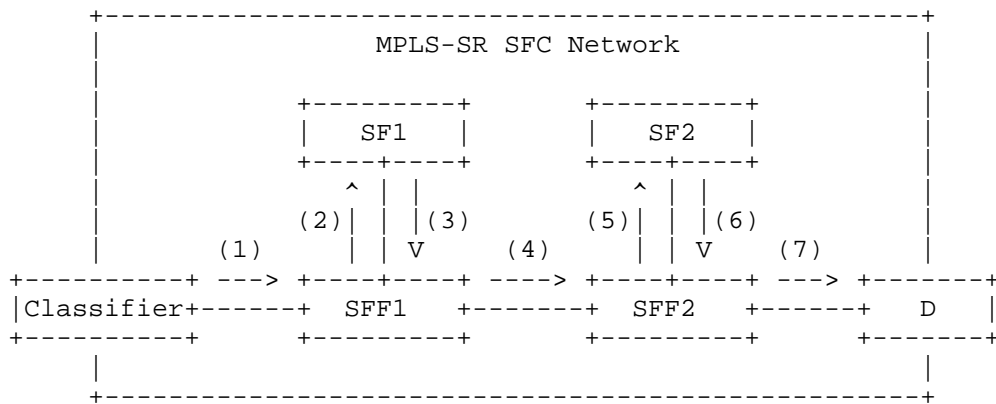 MPLS-SR SFC Network
SF1 SF2
(2) (3) (5) (6)
(1) V (4) V (7)
Classifier SFF1 SFF2 D